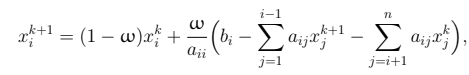 x_i^{k+1} = (1 − ω)x_i^k + \frac{ω}{a_{ii}} \Big( b_i − \sum_{j=1}^{i−1} a_{ij} x_j^{k+1} − \sum_{j=i+1}^{n} a_{ij} x_j^k \Big),